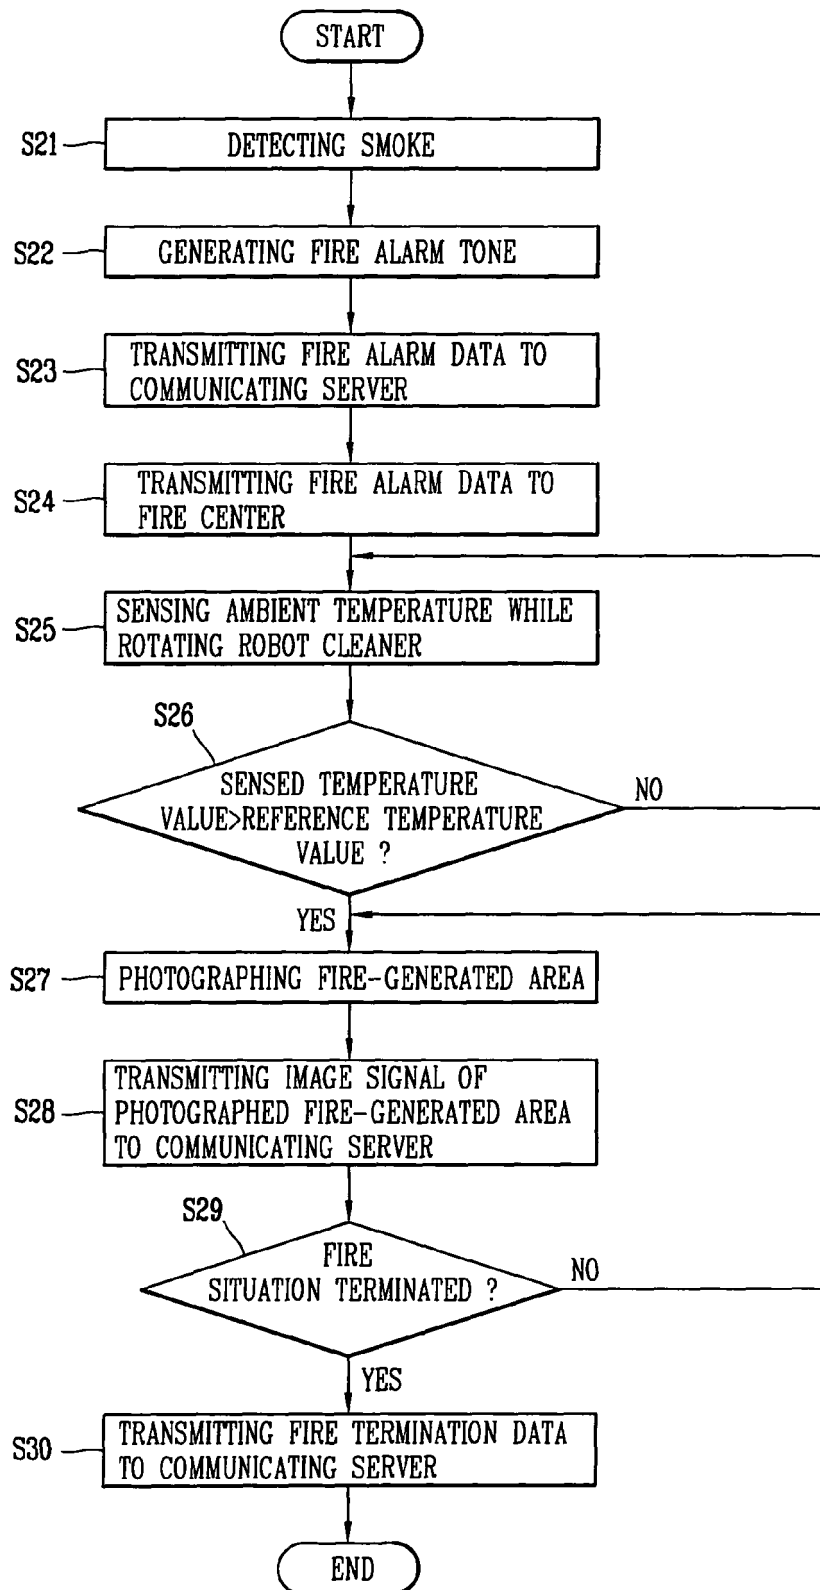 START
S21
DETECTING SMOKE
S22
GENERATING FIRE ALARM TONE
S23
TRANSMITTING FIRE ALARM DATA TO
COMMUNICATING SERVER
S24
TRANSMITTING FIRE ALARM DATA TO
FIRE CENTER
S25
SENSING AMBIENT TEMPERATURE WHILE
ROTATING ROBOT CLEANER
S26
SENSED TEMPERATURE
VALUE>REFERENCE TEMPERATURE
VALUE ?
NO
YES
S27
PHOTOGRAPHING FIRE-GENERATED AREA
S28
TRANSMITTING IMAGE SIGNAL OF
PHOTOGRAPHED FIRE-GENERATED AREA
TO COMMUNICATING SERVER
S29
FIRE
SITUATION TERMINATED ?
NO
YES
S30
TRANSMITTING FIRE TERMINATION DATA
TO COMMUNICATING SERVER
END